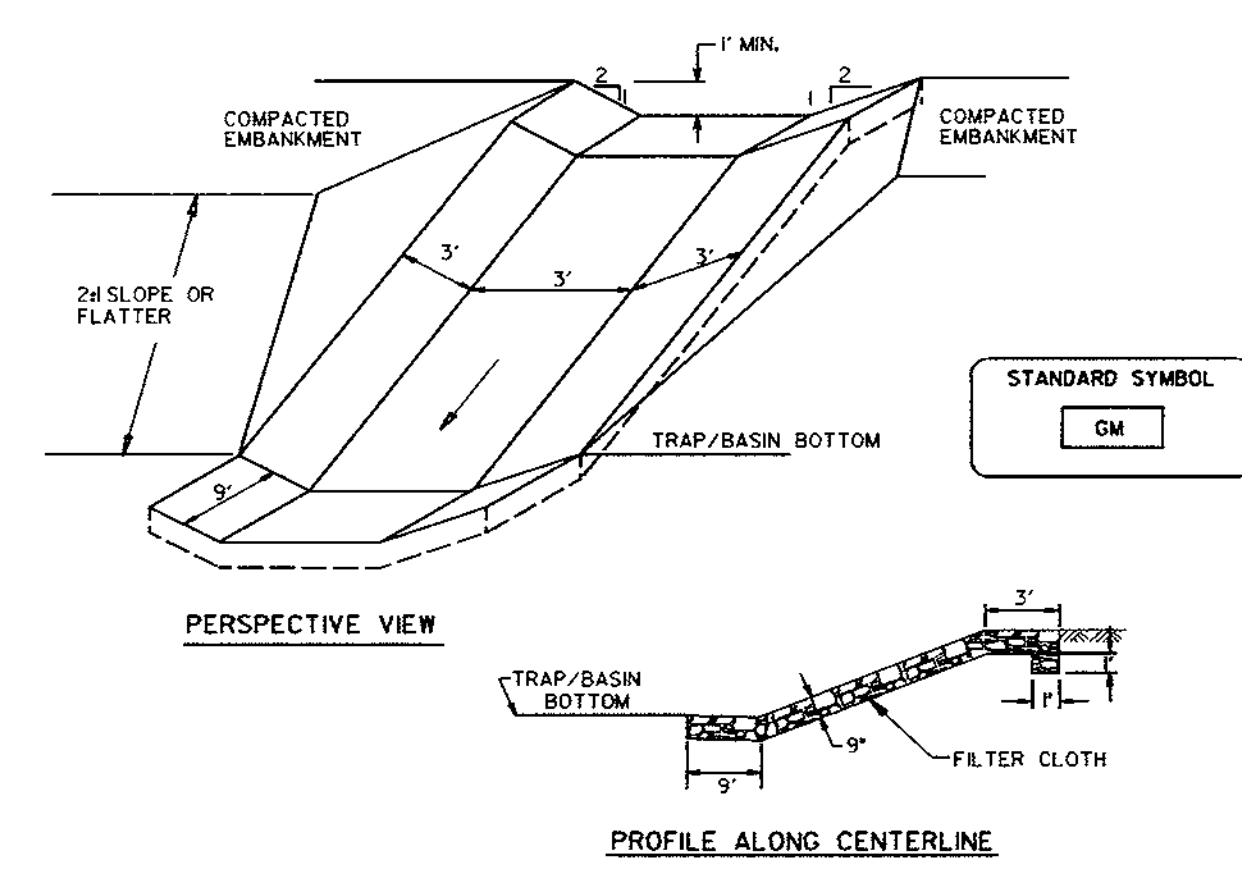 1' MIN.
2
2
1
1
COMPACTED
EMBANKMENT
COMPACTED
EMBANKMENT
3'
3'
3'
2:1 SLOPE OR
FLATTER
STANDARD SYMBOL
GM
TRAP/BASIN BOTTOM
9'
PERSPECTIVE VIEW
3'
1'
TRAP/BASIN
BOTTOM
1'
9"
FILTER CLOTH
9'
PROFILE ALONG CENTERLINE